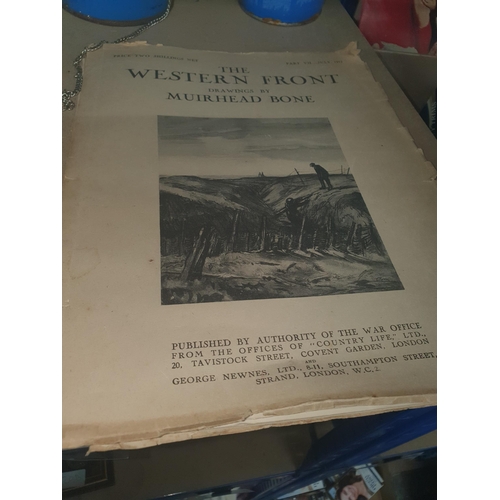 THE
WESTERN FRONT
DRAWINGS BY
MUIRHEAD BONE
PUBLISHED BY AUTHORITY OF THE WAR OFFICE
FROM THE OFFICES OF "COUNTRY LIFE," LTD.,
20, TAVISTOCK STREET, COVENT GARDEN, LONDON
AND
GEORGE NEWNES, LTD., 8-11, SOUTHAMPTON STREET,
STRAND, LONDON, W.C.2.